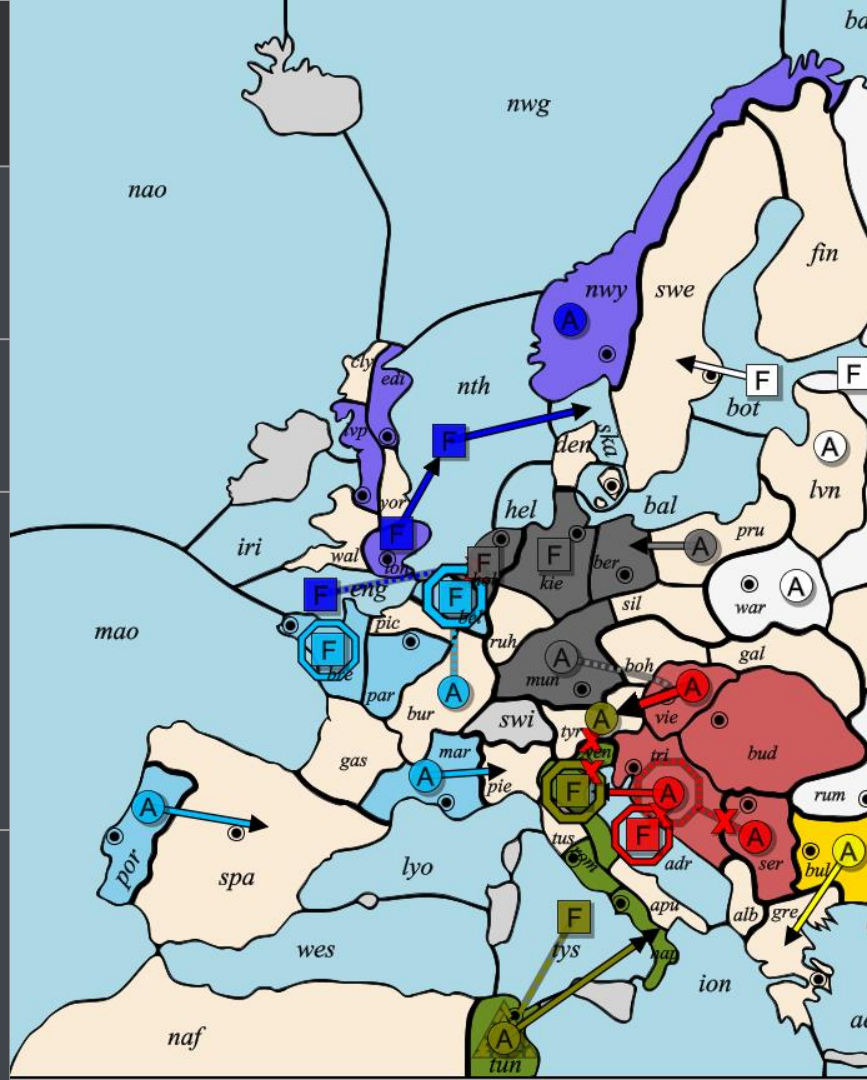 ba
nwg
nao
fin
nwy
swe
cly
edi
nth
F
F
A
bot
A
lvp
F
den
ska
lvn
yor
hel
bal
pru
iri
wal
F
lon
F
hol
F
kie
ber
A
eng
F
F
bel
sil
war
A
mao
pic
F
bre
ruh
gal
par
A
A
mun
boh
A
vie
bur
swi
A
tyr
ven
tri
bud
gas
mar
A
pie
F
A
rum
A
por
tus
F
A
ser
spa
lyo
rom
adr
bul
A
wes
F
tys
apu
alb
gre
nap
ion
naf
A
tun